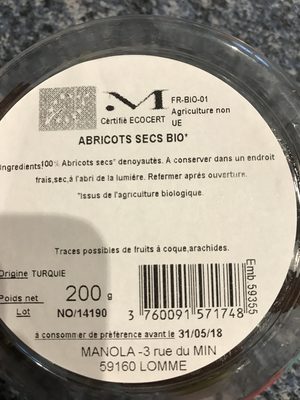 M
Certifié ECOCERT
FR-BiO-01
Agriculture non
UE
ABRICOTS SECS BIO*
Ingredients:100% Abricots secs* denoyautés. A conserver dans un endroit
frais,sec,à l'abri de la lumière. Refermer après ouverture.
*Issus de l'agriculture biologique.
Traces possibles de fruits à coque,arachides.
Origine TURQUIE
Poids net 200 g
Lot NO/14190
3 760091 571748
Emb 59355
à consommer de préférence avant le 31/05/18
MANOLA -3 rue du MIN
59160 LOMME